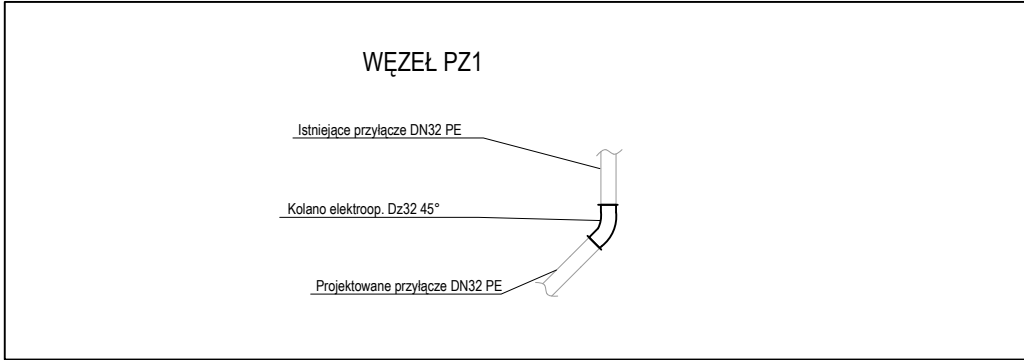 WĘZEŁ PZ1
Istniejące przyłącze DN32 PE
Kolano elektroop. Dz32 45°
Projektowane przyłącze DN32 PE